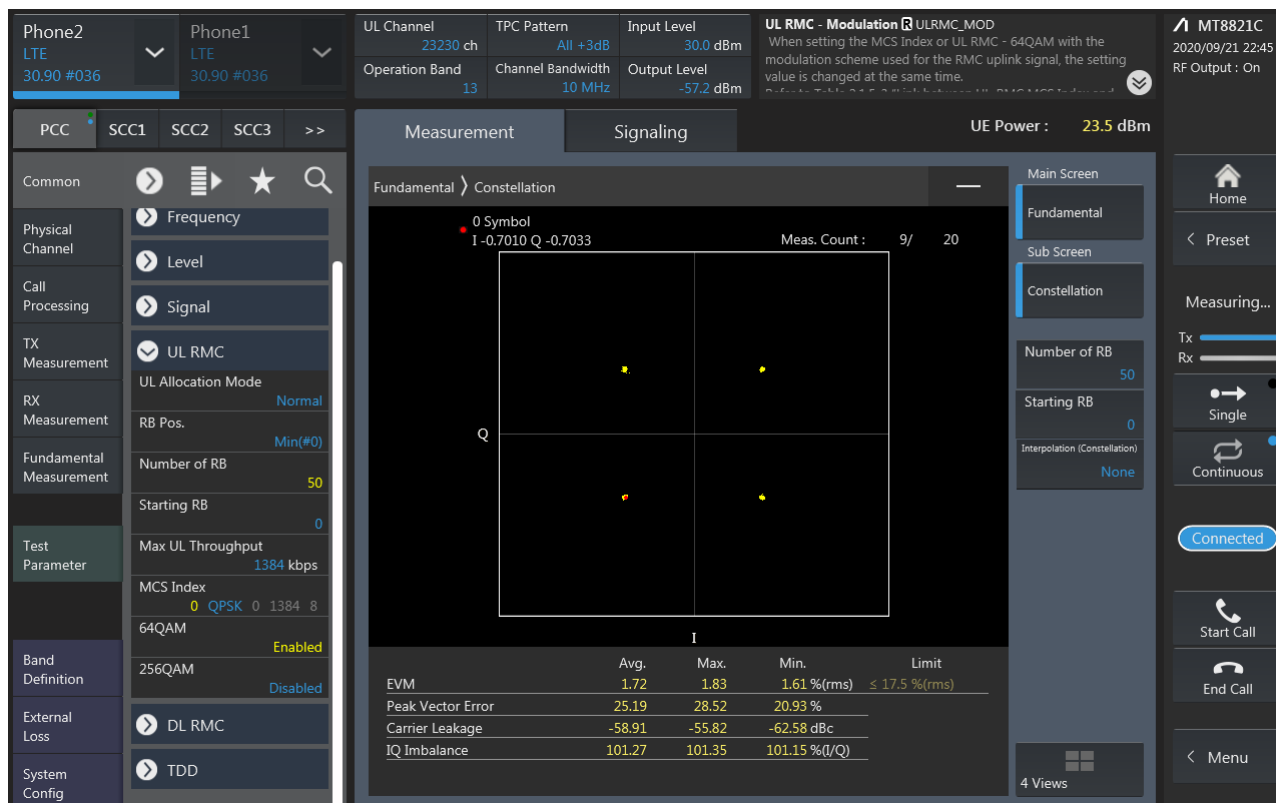 Phone2
LTE
30.90 #036
Phone1
LTE
30.90 #036
UL Channel
23230 ch
TPC Pattern
All +3dB
Input Level
30.0 dBm
Operation Band
13
Channel Bandwidth
10 MHz
Output Level
-57.2 dBm
UL RMC - Modulation R ULRMC_MOD
When setting the MCS Index or UL RMC - 64QAM with the
modulation scheme used for the RMC uplink signal, the setting
value is changed at the same time.
MT8821C
2020/09/21 22:45
RF Output : On
PCC SCC1 SCC2 SCC3 >>
Measurement
Signaling
UE Power : 23.5 dBm
Common
Physical
Channel
Call
Processing
TX
Measurement
RX
Measurement
Fundamental
Measurement
Test
Parameter
Band
Definition
External
Loss
System
Config
Frequency
Level
Signal
UL RMC
UL Allocation Mode
Normal
RB Pos.
Min(#0)
Number of RB
50
Starting RB
0
Max UL Throughput
1384 kbps
MCS Index
0 QPSK 0 1384 8
64QAM
Enabled
256QAM
Disabled
DL RMC
TDD
Fundamental 〉 Constellation
0 Symbol
I -0.7010 Q -0.7033
Meas. Count : 9/ 20
Q
I
Avg. Max. Min. Limit
EVM 1.72 1.83 1.61 %(rms) ≤ 17.5 %(rms)
Peak Vector Error 25.19 28.52 20.93 %
Carrier Leakage -58.91 -55.82 -62.58 dBc
IQ Imbalance 101.27 101.35 101.15 %(I/Q)
Main Screen
Fundamental
Sub Screen
Constellation
Number of RB
50
Starting RB
0
Interpolation (Constellation)
None
4 Views
Home
< Preset
Measuring...
Tx
Rx
Single
Continuous
Connected
Start Call
End Call
< Menu